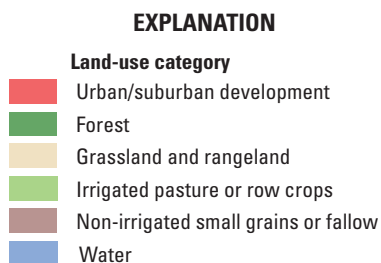 EXPLANATION
Land-use category
Urban/suburban development
Forest
Grassland and rangeland
Irrigated pasture or row crops
Non-irrigated small grains or fallow
Water